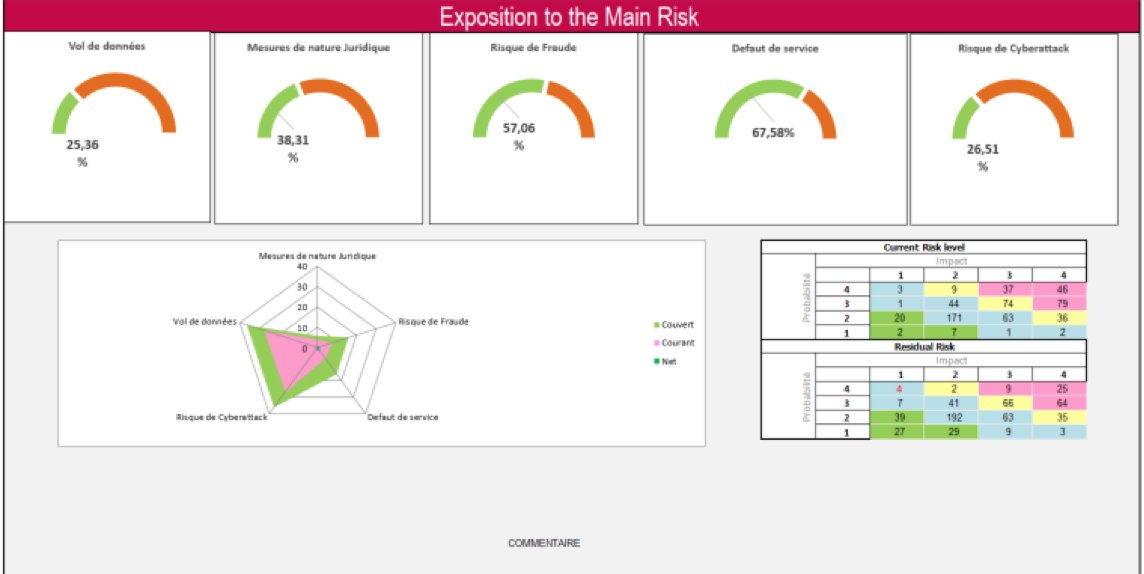 Exposition to the Main Risk
Vol de données
25,36
%
Mesures de nature Juridique
38,31
%
Risque de Fraude
57,06
%
Defaut de service
67,58%
Risque de Cyberattack
26,51
%
Mesures de nature Juridique
40
30
20
10
0
Vol de données
Risque de Fraude
Risque de Cyberattack
Defaut de service
Couvert
Courant
Net
Current Risk level
Impact
Probabilité
1 2 3 4
4 3 9 37 46
3 1 44 74 79
2 20 171 63 36
1 2 7 1 2
Residual Risk
Impact
Probabilité
1 2 3 4
4 4 2 9 25
3 7 41 66 64
2 39 192 63 35
1 27 29 9 3
COMMENTAIRE